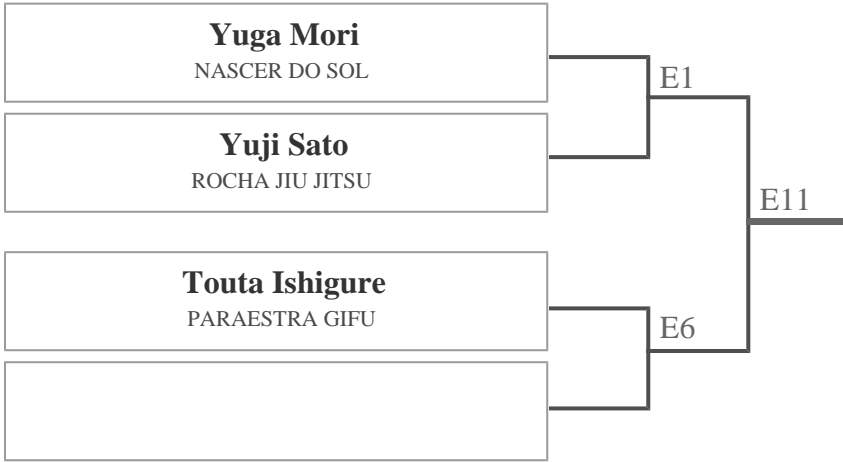 Yuga Mori
NASCER DO SOL
E1
Yuji Sato
ROCHA JIU JITSU
E11
Touta Ishigure
PARAESTRA GIFU
E6